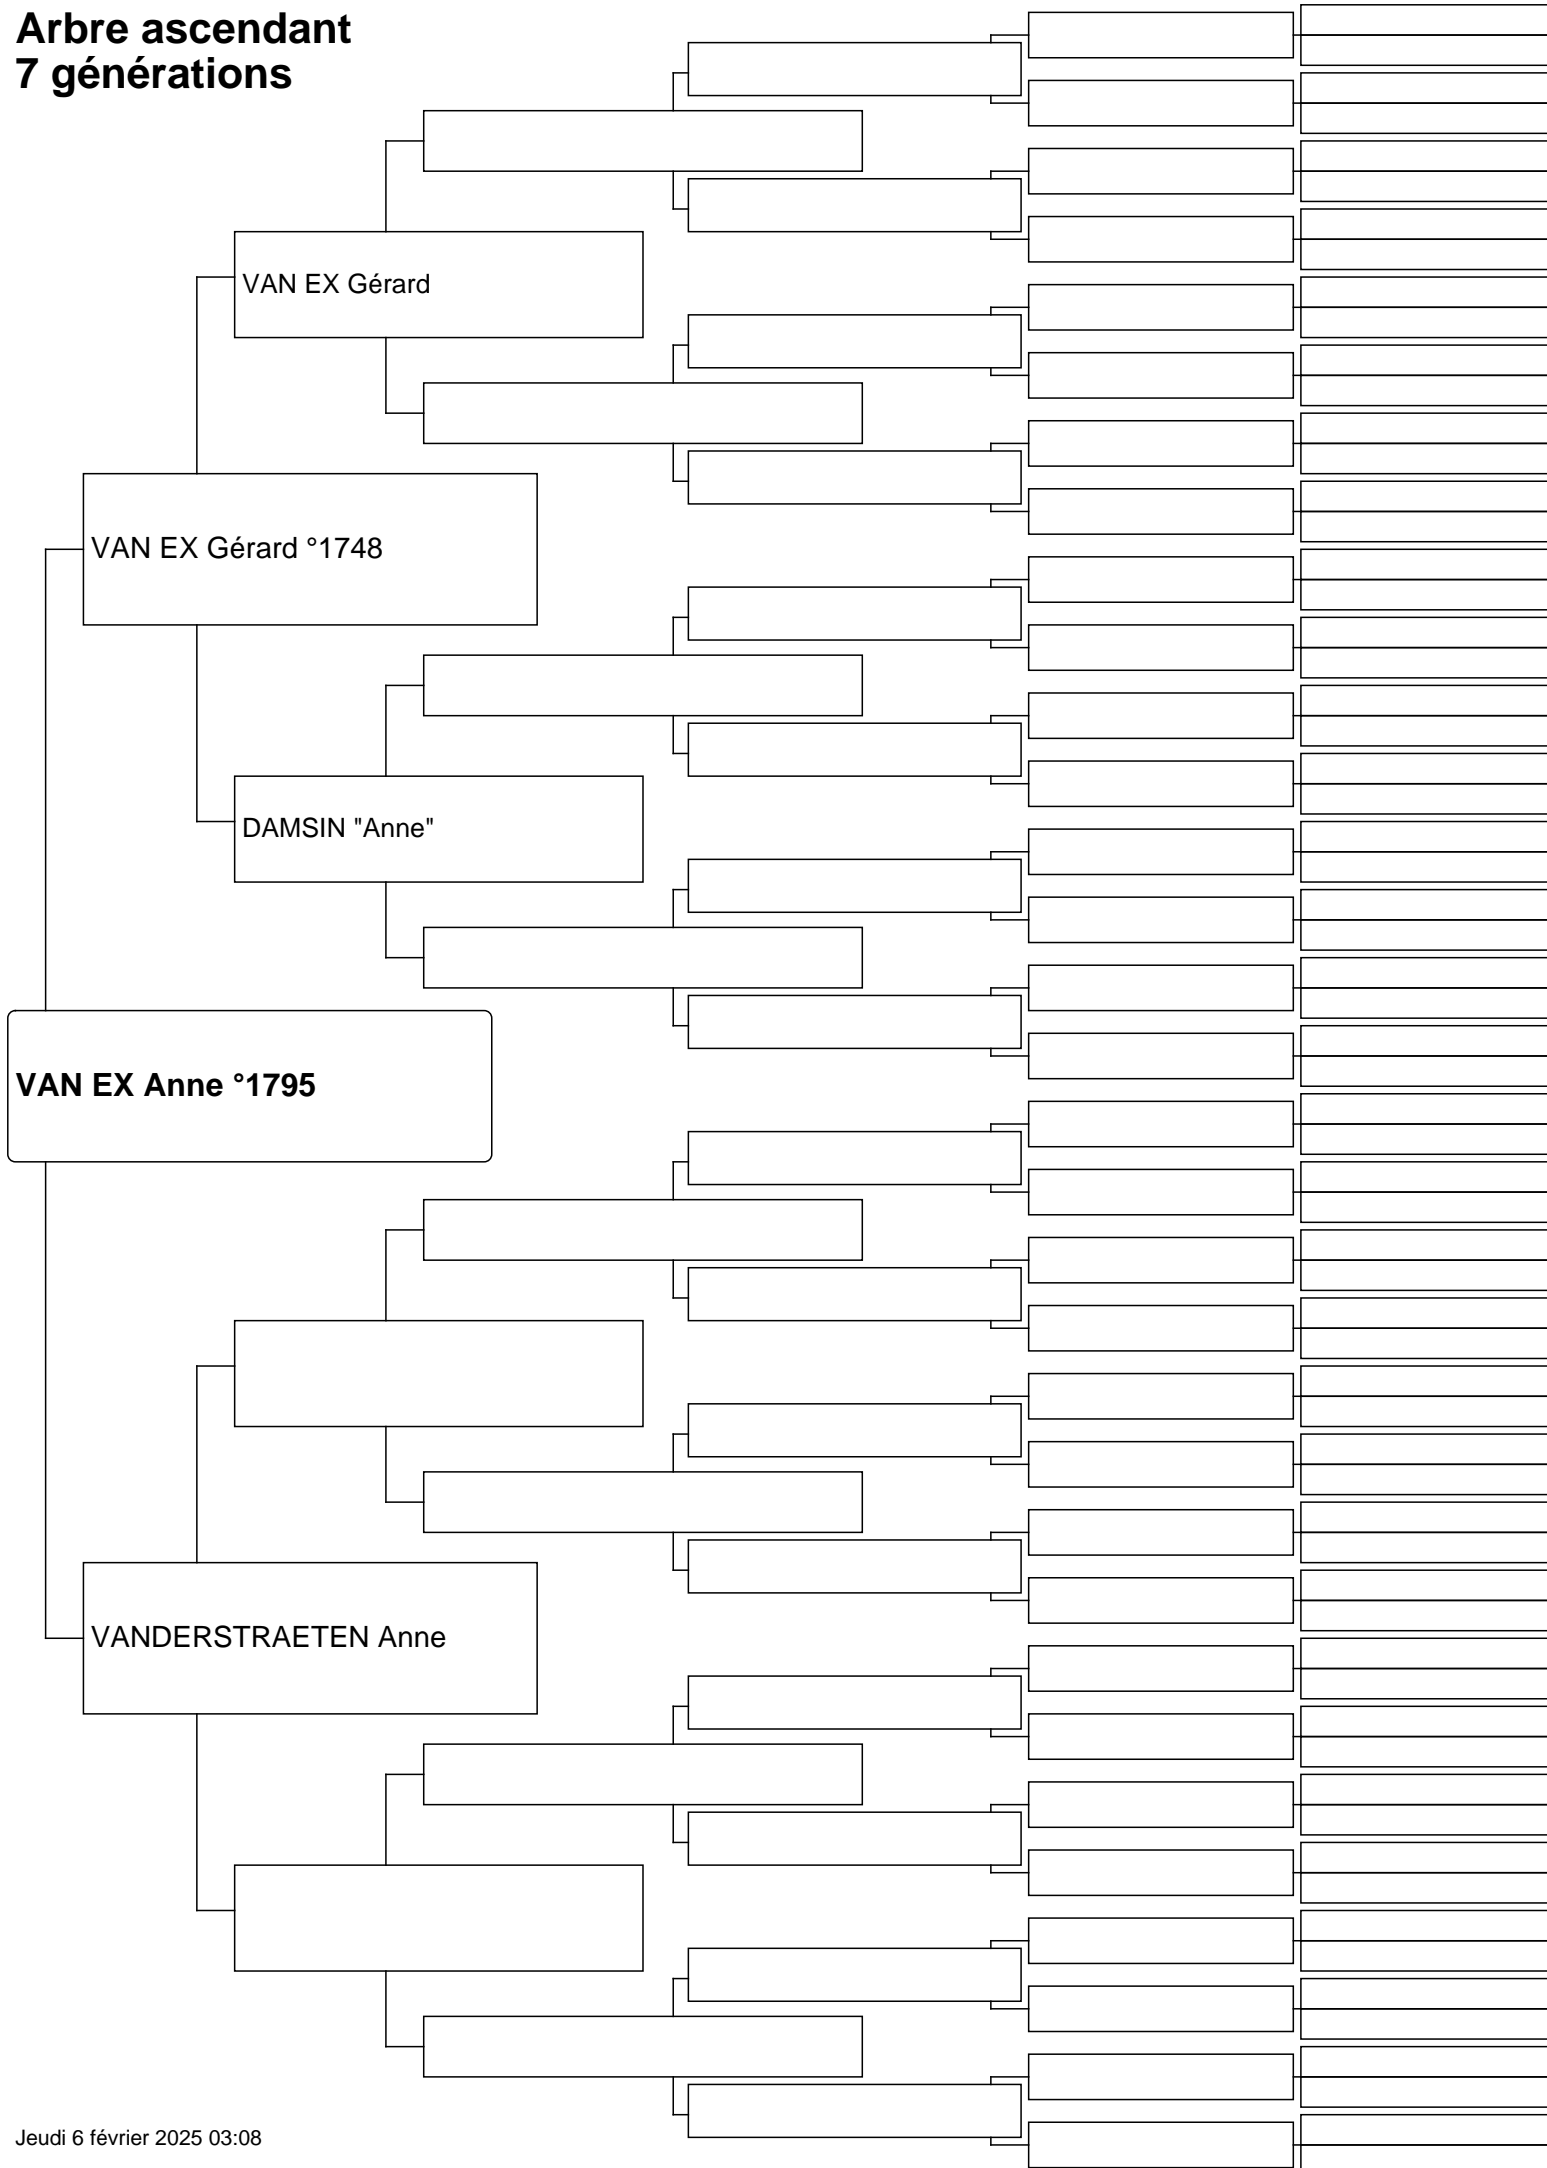 Arbre ascendant
7 générations
VAN EX Gérard
VAN EX Gérard °1748
DAMSIN "Anne"
VAN EX Anne °1795
VANDERSTRAETEN Anne
Jeudi 6 février 2025 03:08